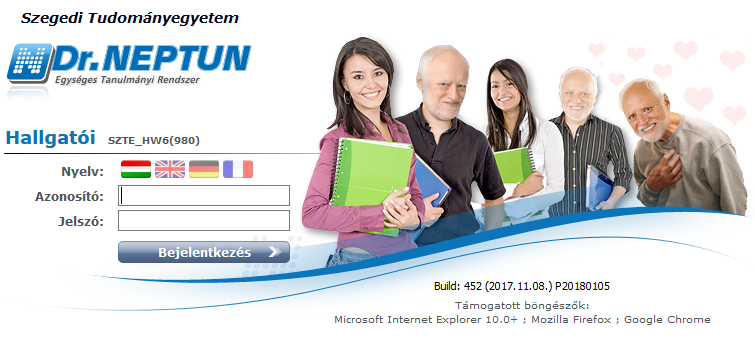 Szegedi Tudományegyetem
Dr.NEPTUN
Egységes Tanulmányi Rendszer
Hallgatói SZTE_HW6(980)
Nyelv:
Azonosító:
Jelszó:
Bejelentkezés
Build: 452 (2017.11.08.) P20180105
Támogatott böngészők:
Microsoft Internet Explorer 10.0+ ; Mozilla Firefox ; Google Chrome